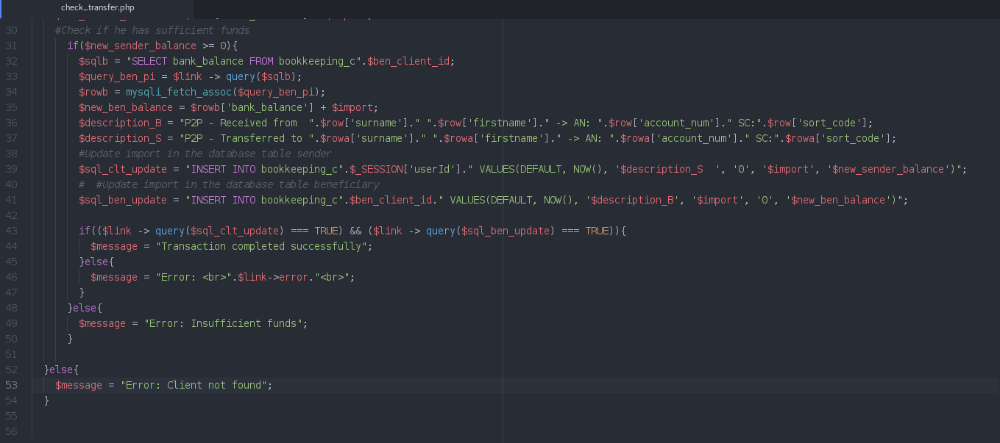 check_transfer.php
30 #Check if he has sufficient funds
31 if($new_sender_balance >= 0){
32 $sqlb = "SELECT bank_balance FROM bookkeeping_c".$ben_client_id;
33 $query_ben_pi = $link -> query($sqlb);
34 $rowb = mysqli_fetch_assoc($query_ben_pi);
35 $new_ben_balance = $rowb['bank_balance'] + $import;
36 $description_B = "P2P - Received from  ".$row['surname']." ".$row['firstname']." -> AN: ".$row['account_num']." SC:".$row['sort_code'];
37 $description_S = "P2P - Transferred to ".$rowa['surname']." ".$rowa['firstname']." -> AN: ".$rowa['account_num']." SC:".$rowa['sort_code'];
38 #Update import in the database table sender
39 $sql_clt_update = "INSERT INTO bookkeeping_c".$_SESSION['userId']." VALUES(DEFAULT, NOW(), '$description_S  ', '0', '$import', '$new_sender_balance')";
40 #  #Update import in the database table beneficiary
41 $sql_ben_update = "INSERT INTO bookkeeping_c".$ben_client_id." VALUES(DEFAULT, NOW(), '$description_B', '$import', '0', '$new_ben_balance')";
42
43 if(($link -> query($sql_clt_update) === TRUE) && ($link -> query($sql_ben_update) === TRUE)){
44 $message = "Transaction completed successfully";
45 }else{
46 $message = "Error: <br>".$link->error."<br>";
47 }
48 }else{
49 $message = "Error: Insufficient funds";
50 }
51
52 }else{
53 $message = "Error: Client not found";
54 }
55
56